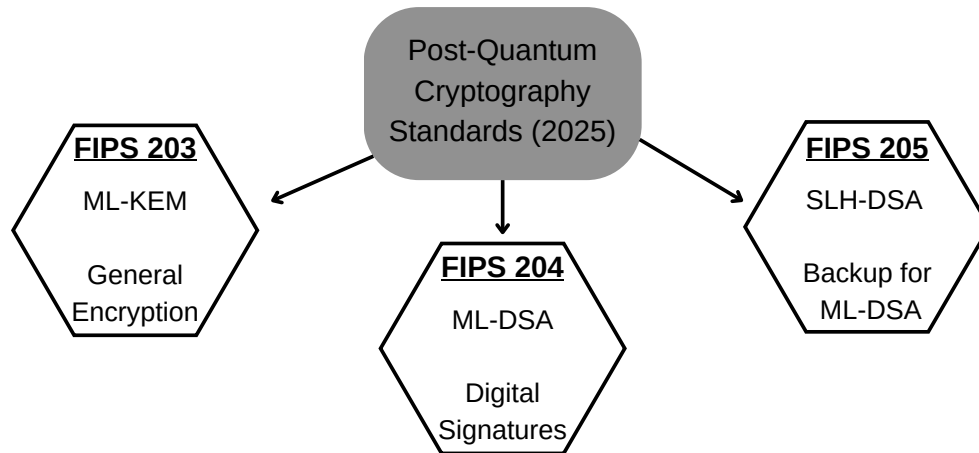 Post-Quantum
Cryptography
Standards (2025)
FIPS 203
ML-KEM
General
Encryption
FIPS 204
ML-DSA
Digital
Signatures
FIPS 205
SLH-DSA
Backup for
ML-DSA